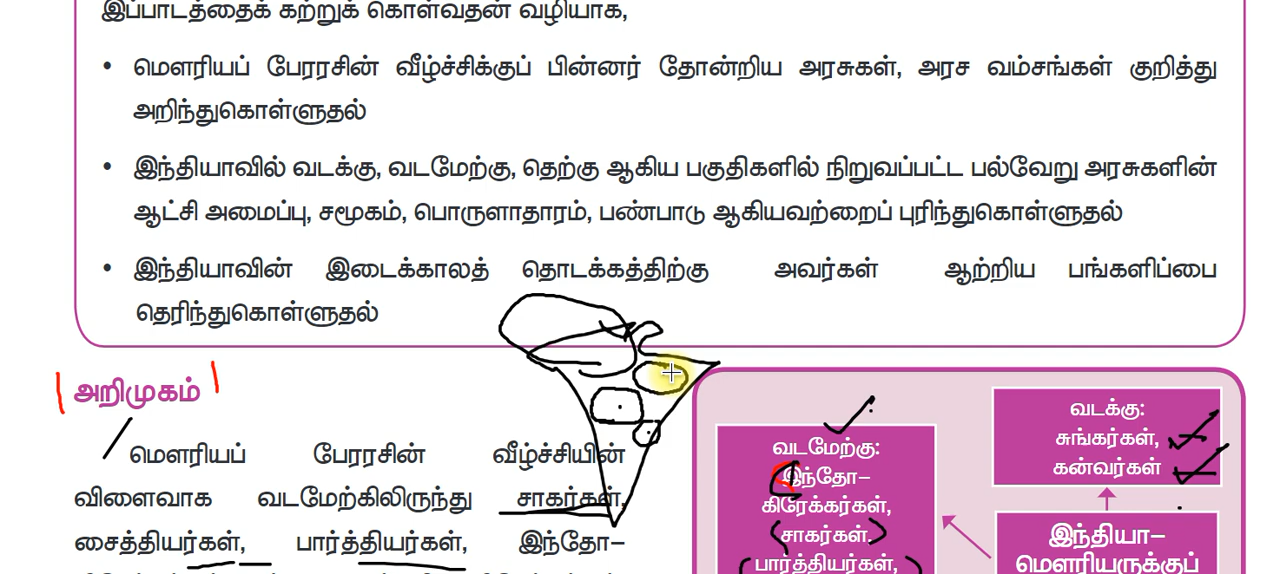 இப்பாடத்தைக் கற்றுக் கொள்வதன் வழியாக,
• மௌரியப் பேரரசின் வீழ்ச்சிக்குப் பின்னர் தோன்றிய அரசுகள், அரச வம்சங்கள் குறித்து
அறிந்துகொள்ளுதல்
• இந்தியாவில் வடக்கு, வடமேற்கு, தெற்கு ஆகிய பகுதிகளில் நிறுவப்பட்ட பல்வேறு அரசுகளின்
ஆட்சி அமைப்பு, சமூகம், பொருளாதாரம், பண்பாடு ஆகியவற்றைப் புரிந்துகொள்ளுதல்
• இந்தியாவின் இடைக்காலத் தொடக்கத்திற்கு அவர்கள் ஆற்றிய பங்களிப்பை
தெரிந்துகொள்ளுதல்
அறிமுகம்
மௌரியப் பேரரசின் வீழ்ச்சியின்
விளைவாக வடமேற்கிலிருந்து சாகர்கள்,
சைத்தியர்கள், பார்த்தியர்கள், இந்தோ–
வடமேற்கு:
இந்தோ–
கிரேக்கர்கள்,
சாகர்கள்,
பார்த்தியர்கள்,
வடக்கு:
சுங்கர்கள்,
கன்வர்கள்
இந்தியா–
மௌரியருக்குப்